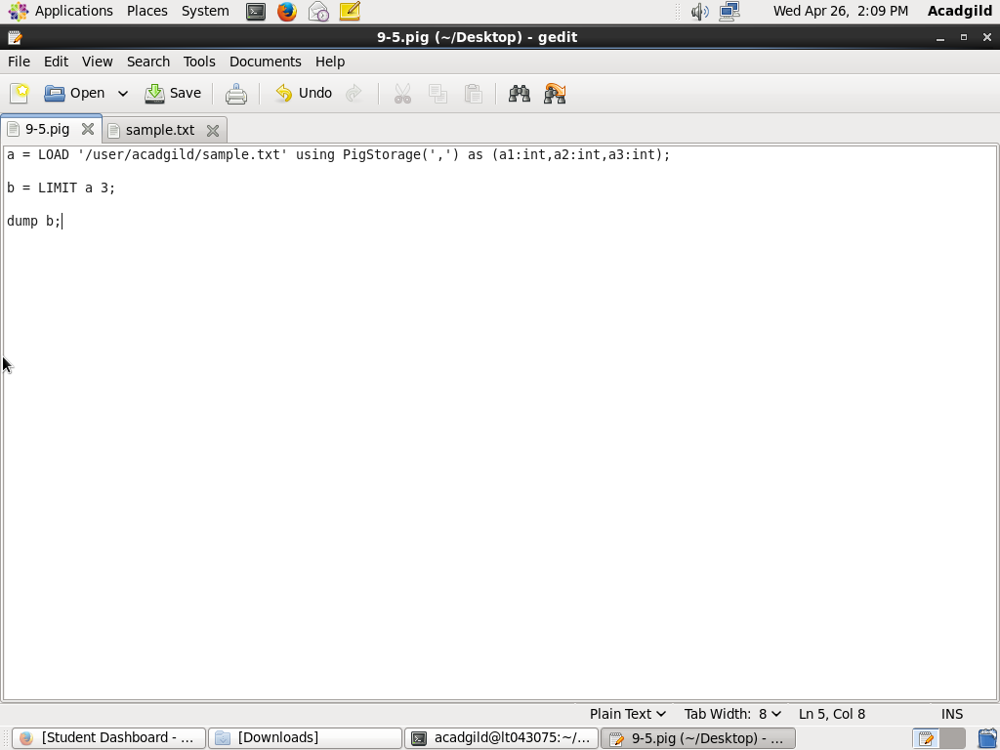 Applications Places System Wed Apr 26, 2:09 PM Acadgild
9-5.pig (~/Desktop) - gedit
File Edit View Search Tools Documents Help
Open Save Undo
9-5.pig sample.txt
a = LOAD '/user/acadgild/sample.txt' using PigStorage(',') as (a1:int,a2:int,a3:int);
b = LIMIT a 3;
dump b;
Plain Text Tab Width: 8 Ln 5, Col 8 INS
[Student Dashboard - ... [Downloads] acadgild@lt043075:~/... 9-5.pig (~/Desktop) - ...